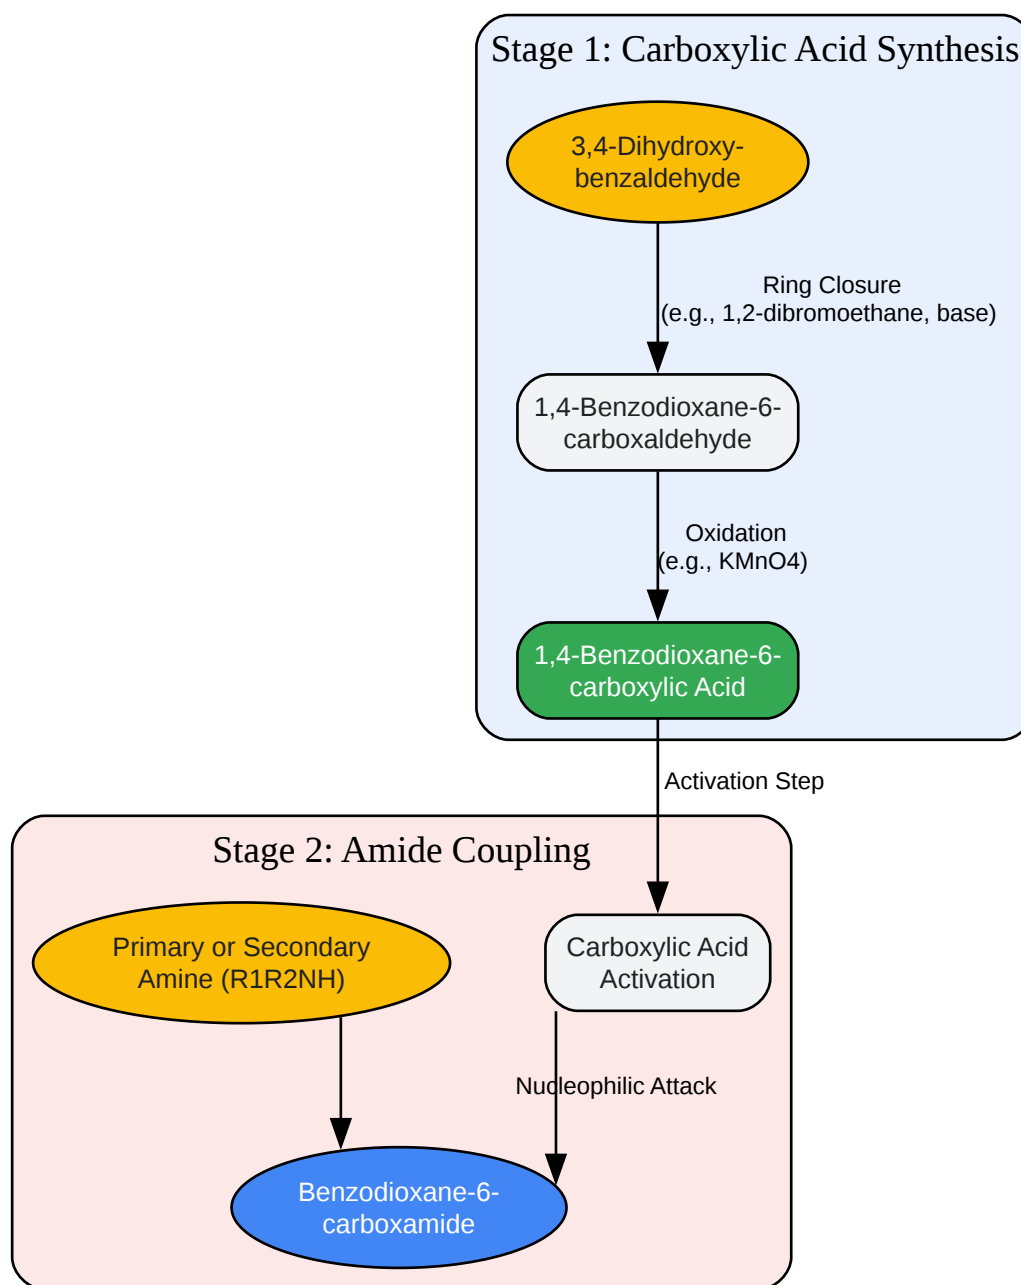 Stage 1: Carboxylic Acid Synthesis
3,4-Dihydroxy-
benzaldehyde
Ring Closure
(e.g., 1,2-dibromoethane, base)
1,4-Benzodioxane-6-
carboxaldehyde
Oxidation
(e.g., KMnO4)
1,4-Benzodioxane-6-
carboxylic Acid
Activation Step
Stage 2: Amide Coupling
Primary or Secondary
Amine (R1R2NH)
Carboxylic Acid
Activation
Nucleophilic Attack
Benzodioxane-6-
carboxamide